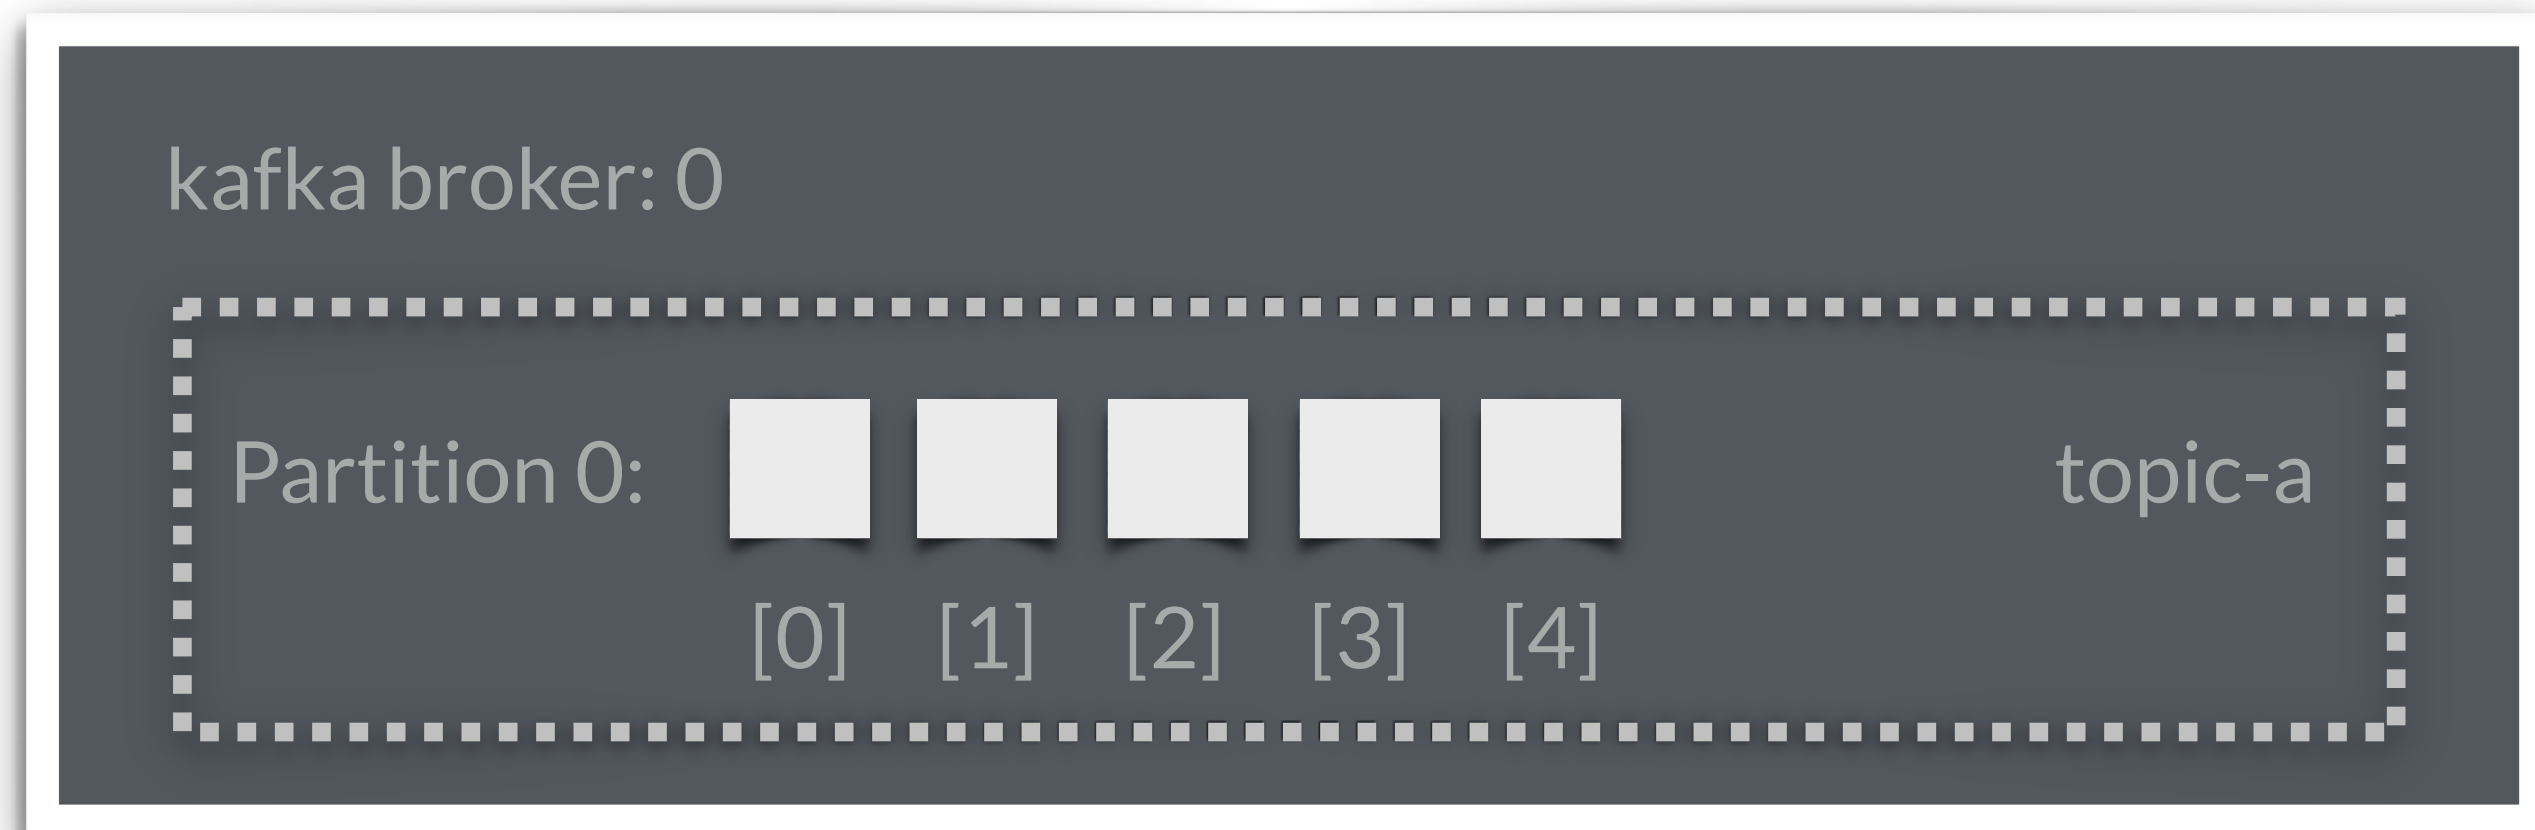 kafka broker: 0
Partition 0:
topic-a
[0] [1] [2] [3] [4]